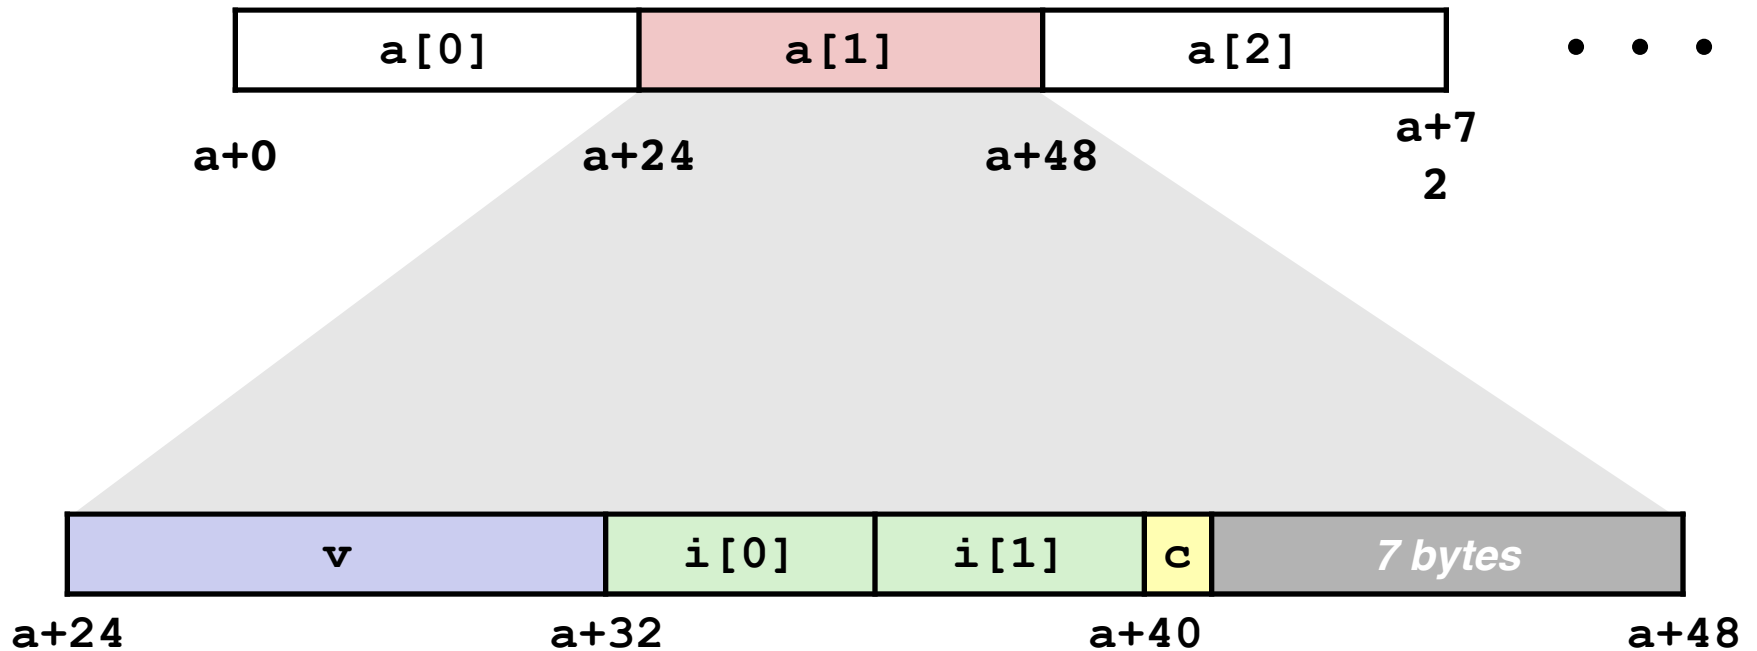 a[0] a[1] a[2] • • •
a+0 a+24 a+48 a+7
2
v i[0] i[1] c 7 bytes
a+24 a+32 a+40 a+48